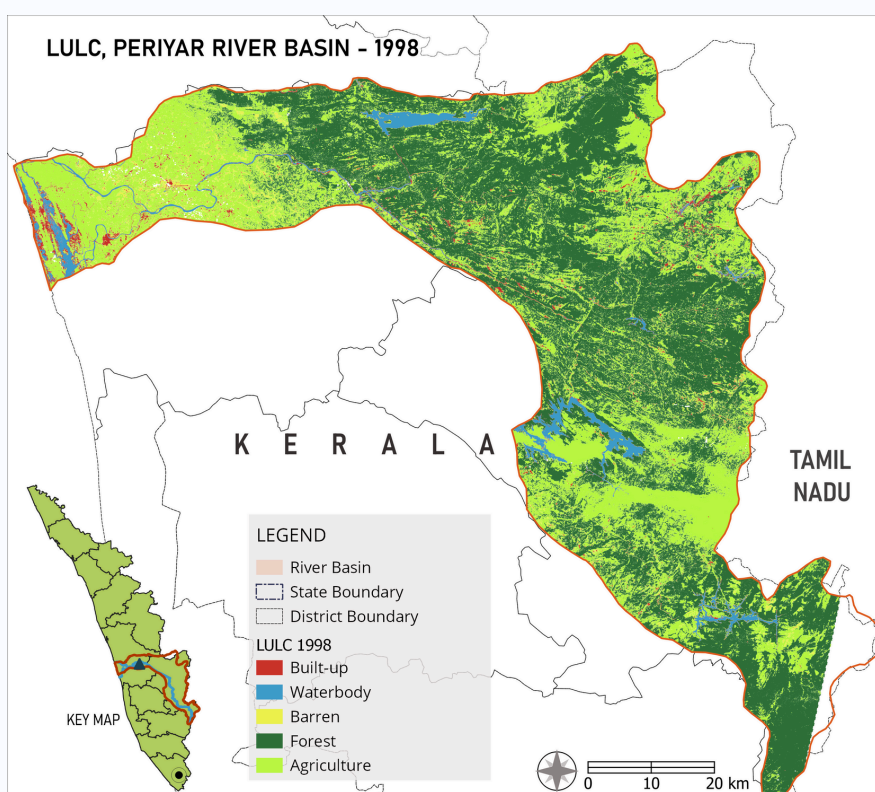 LULC, PERIYAR RIVER BASIN - 1998
KERALA
TAMIL
NADU
LEGEND
River Basin
State Boundary
District Boundary
LULC 1998
Built-up
Waterbody
Barren
Forest
Agriculture
KEY MAP
0 10 20 km